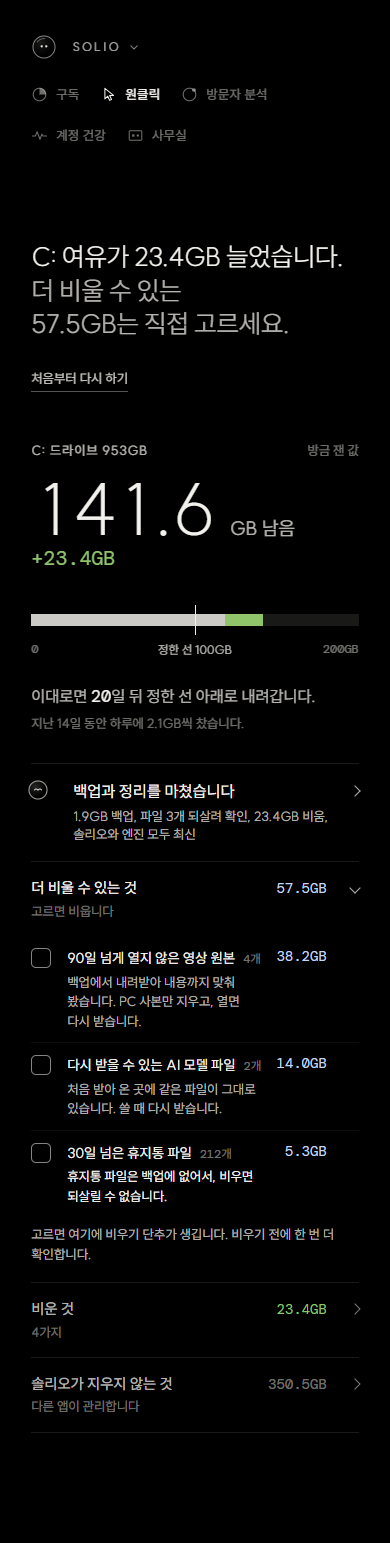 SOLIO
구독 원클릭 방문자 분석
계정 건강 사무실
C: 여유가 23.4GB 늘었습니다.
더 비울 수 있는
57.5GB는 직접 고르세요.
처음부터 다시 하기
C: 드라이브 953GB 방금 잰 값
141.6 GB 남음
+23.4GB
0 정한 선 100GB 200GB
이대로면 20일 뒤 정한 선 아래로 내려갑니다.
지난 14일 동안 하루에 2.1GB씩 찼습니다.
백업과 정리를 마쳤습니다
1.9GB 백업, 파일 3개 되살려 확인, 23.4GB 비움,
솔리오와 엔진 모두 최신
더 비울 수 있는 것 57.5GB
고르면 비웁니다
90일 넘게 열지 않은 영상 원본 4개 38.2GB
백업에서 내려받아 내용까지 맞춰
봤습니다. PC 사본만 지우고, 열면
다시 받습니다.
다시 받을 수 있는 AI 모델 파일 2개 14.0GB
처음 받아 온 곳에 같은 파일이 그대로
있습니다. 쓸 때 다시 받습니다.
30일 넘은 휴지통 파일 212개 5.3GB
휴지통 파일은 백업에 없어서, 비우면
되살릴 수 없습니다.
고르면 여기에 비우기 단추가 생깁니다. 비우기 전에 한 번 더
확인합니다.
비운 것 23.4GB
4가지
솔리오가 지우지 않는 것 350.5GB
다른 앱이 관리합니다